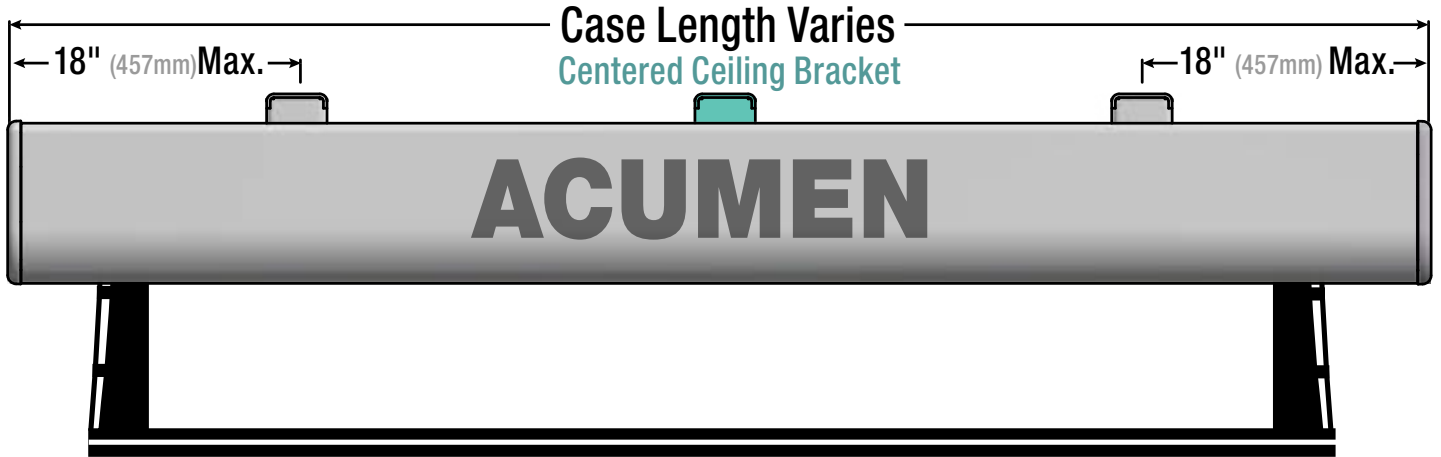 Case Length Varies
18" (457mm)Max.
Centered Ceiling Bracket
18" (457mm) Max.
ACUMEN